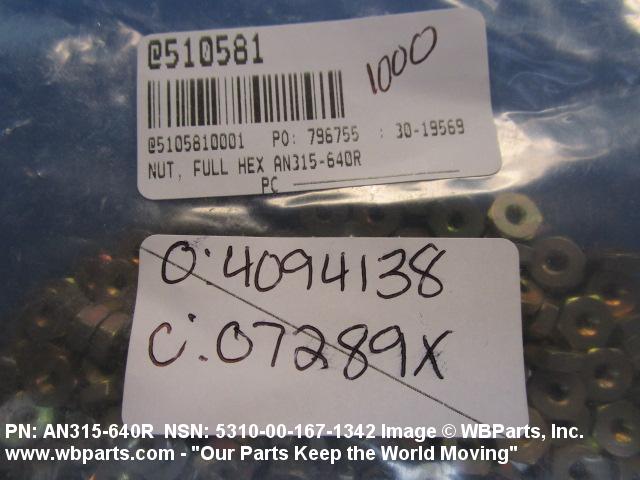 @510581
1000
@5105810001 PO: 796755 : 30-19569
NUT, FULL HEX AN315-640R
PC
O:4094138
C:07289X
PN: AN315-640R NSN: 5310-00-167-1342 Image © WBParts, Inc.
www.wbparts.com - "Our Parts Keep the World Moving"